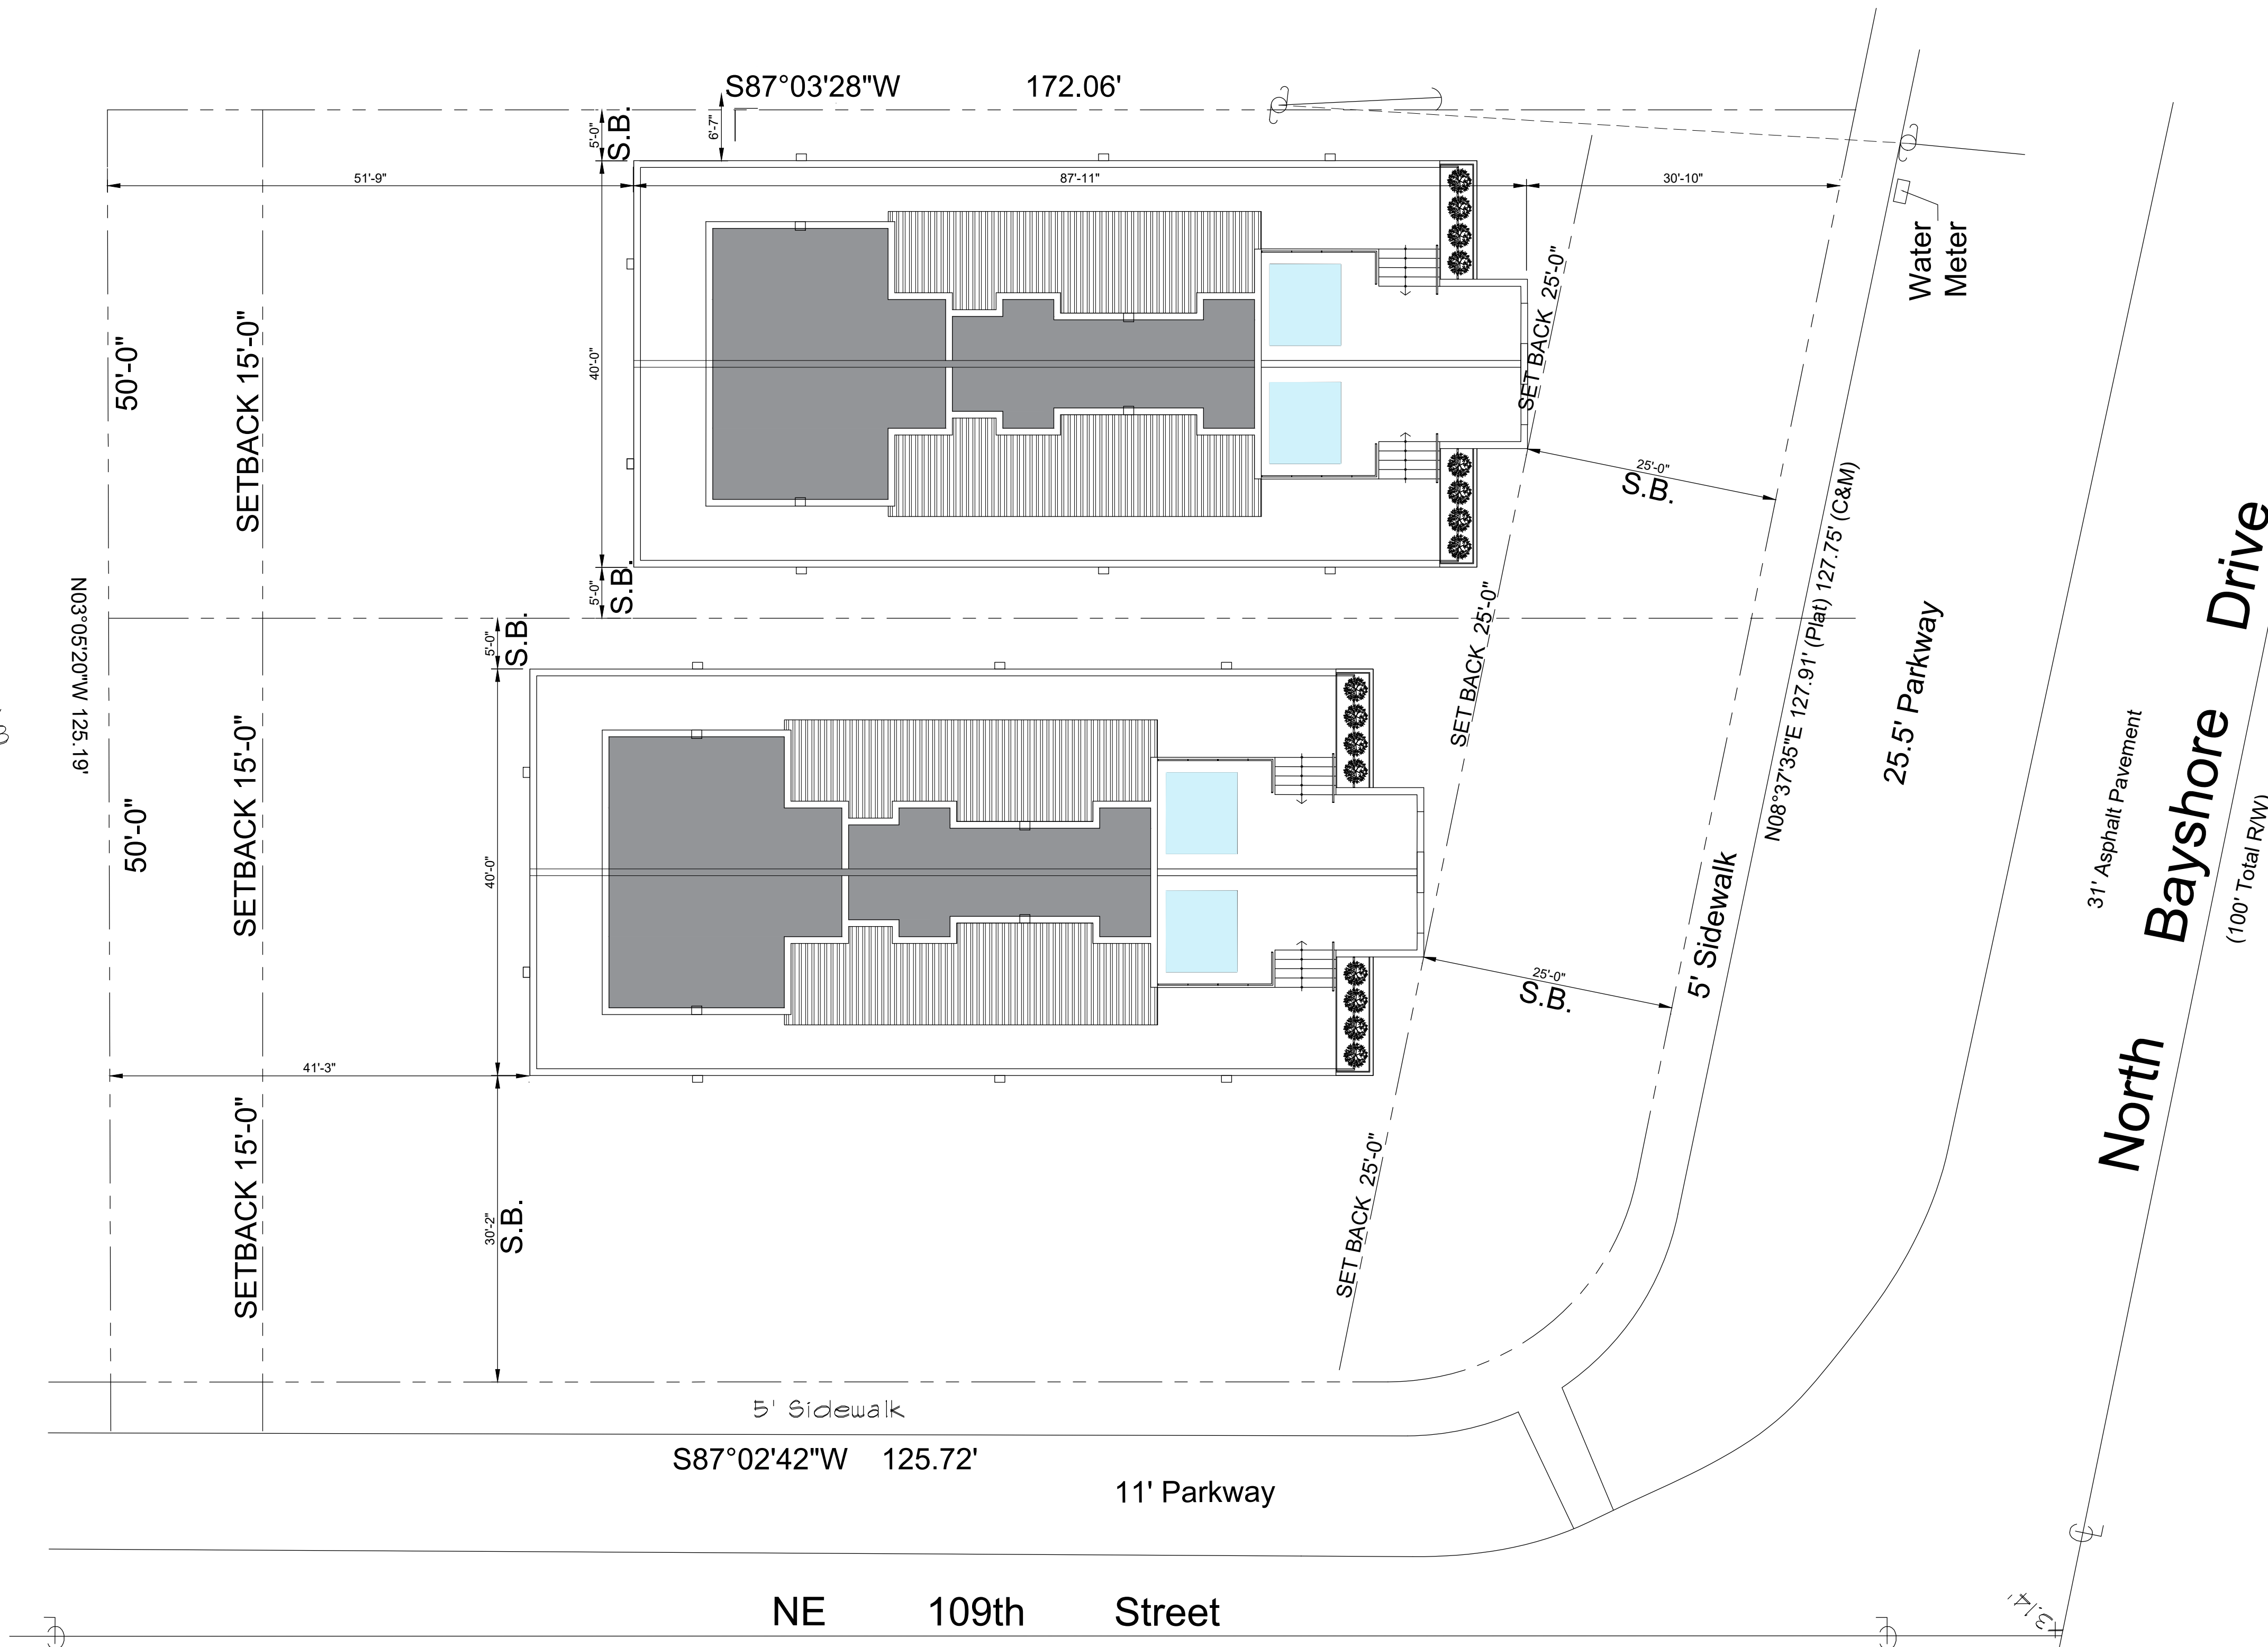 S87°03'28"W 172.06'
5'-0"
S.B.
6'-7"
51'-9"
87'-11"
30'-10"
Water
Meter
50'-0"
SETBACK 15'-0"
40'-0"
SET BACK 25'-0"
25'-0"
S.B.
5'-0"
S.B.
N08°37'35"E 127.91' (Plat) 127.75' (C&M)
N03°05'20"W 125.19'
5'-0"
S.B.
SET BACK 25'-0"
25.5' Parkway
31' Asphalt Pavement
North Bayshore Drive
(100' Total R/W)
50'-0"
SETBACK 15'-0"
40'-0"
5' Sidewalk
25'-0"
S.B.
41'-3"
SETBACK 15'-0"
30'-2"
S.B.
SET BACK 25'-0"
5' Sidewalk
S87°02'42"W 125.72'
11' Parkway
NE 109th Street